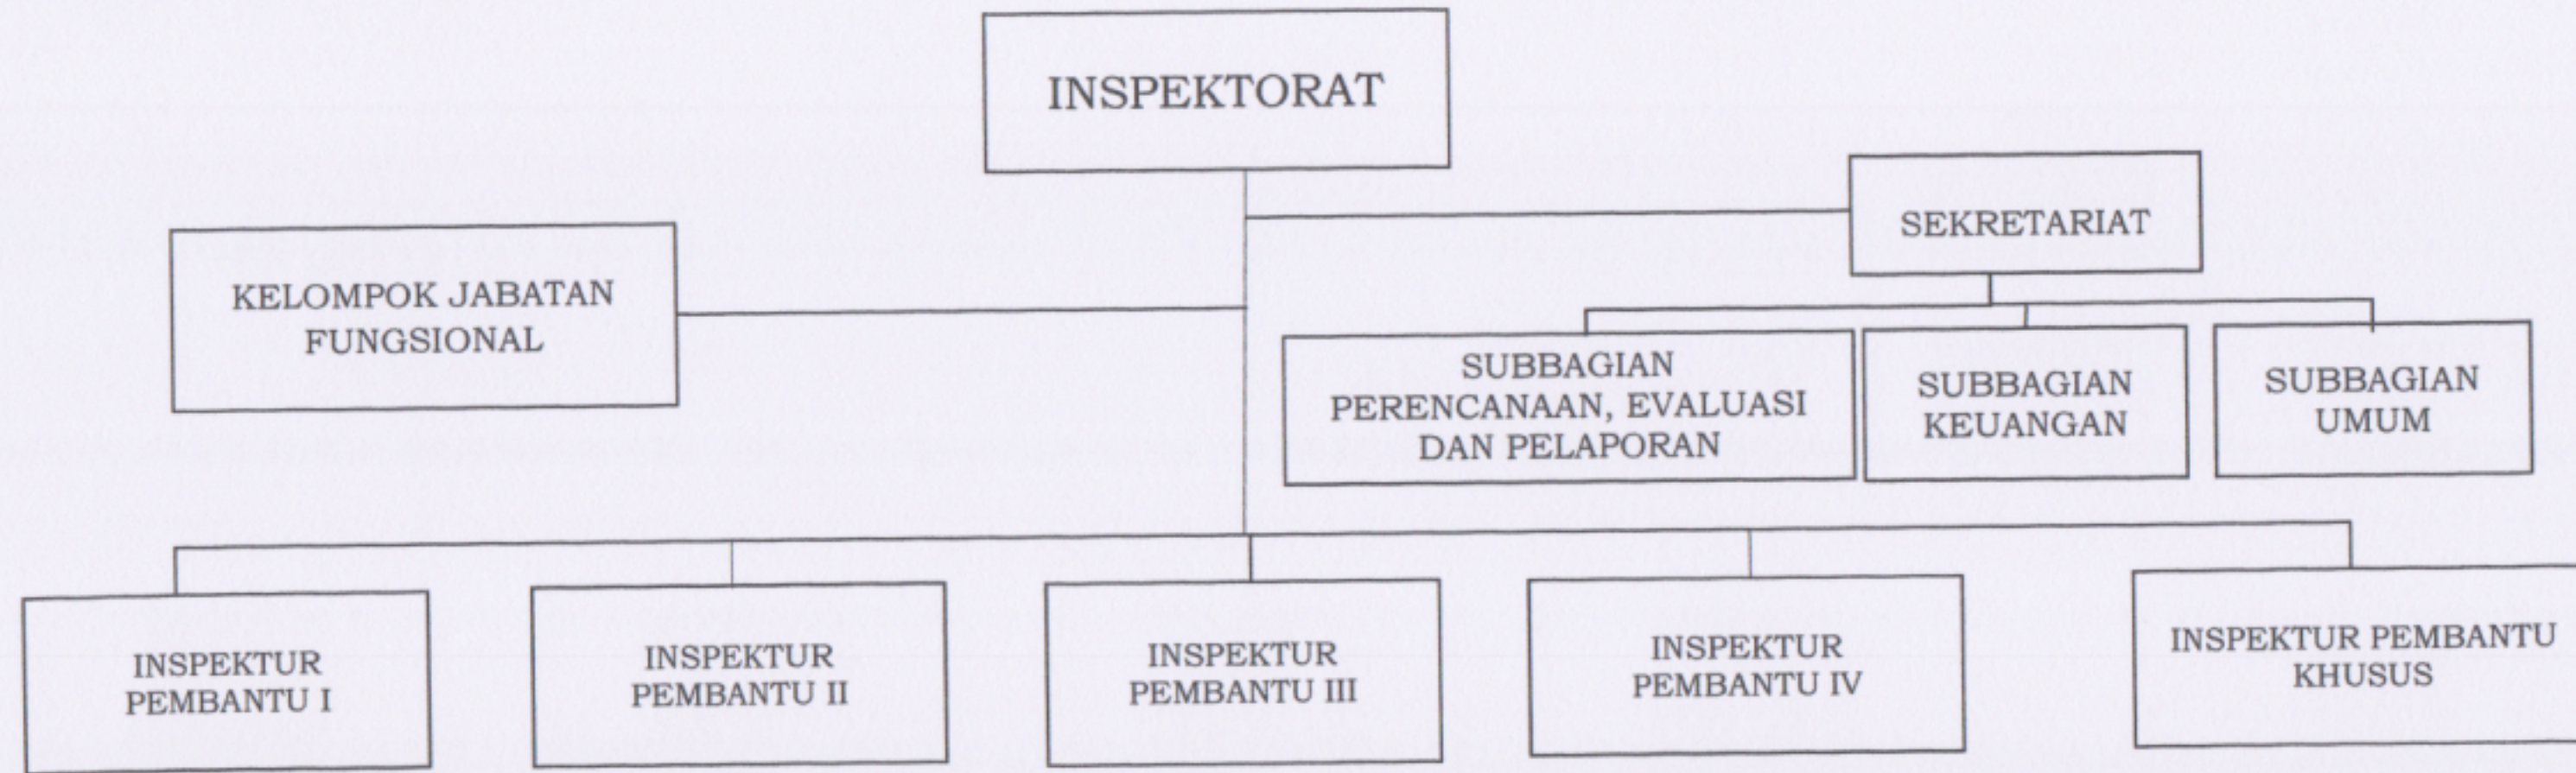 INSPEKTORAT
SEKRETARIAT
KELOMPOK JABATAN
FUNGSIONAL
SUBBAGIAN
PERENCANAAN, EVALUASI
DAN PELAPORAN
SUBBAGIAN
KEUANGAN
SUBBAGIAN
UMUM
INSPEKTUR
PEMBANTU I
INSPEKTUR
PEMBANTU II
INSPEKTUR
PEMBANTU III
INSPEKTUR
PEMBANTU IV
INSPEKTUR PEMBANTU
KHUSUS